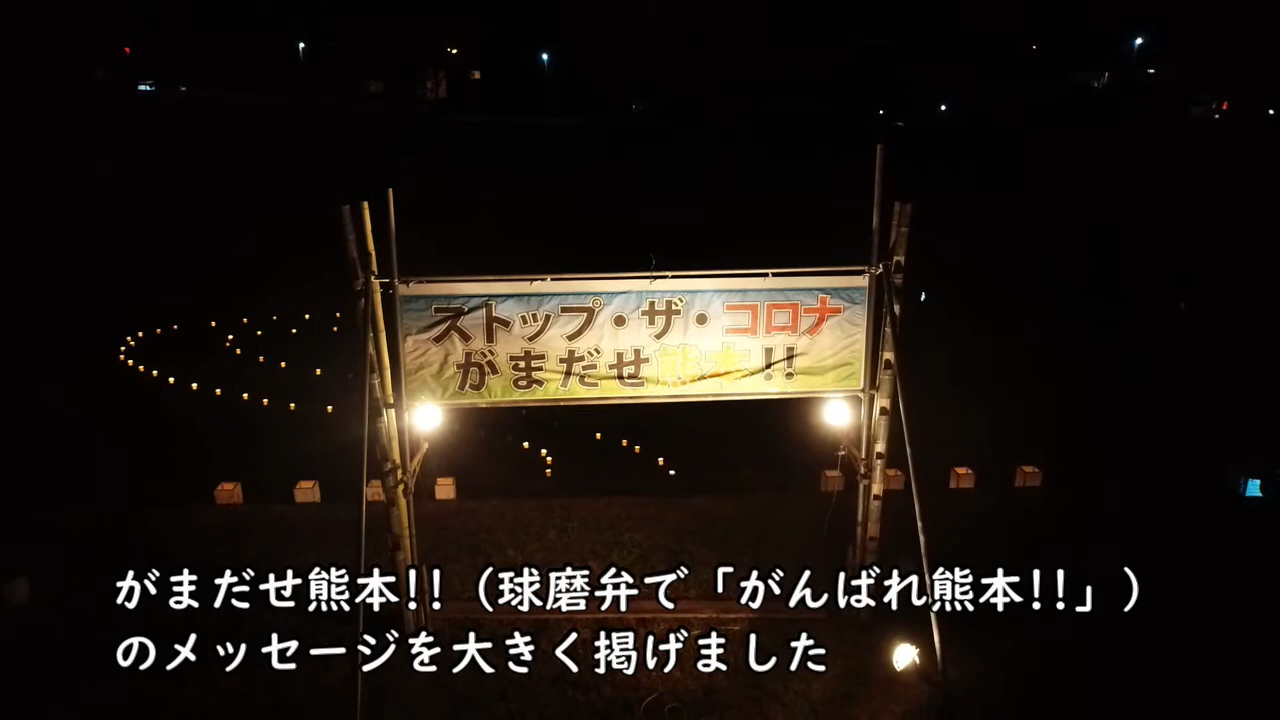 ストップ・ザ・コロナ
がまだせ熊本!!
がまだせ熊本!!（球磨弁で「がんばれ熊本!!」）
のメッセージを大きく掲げました